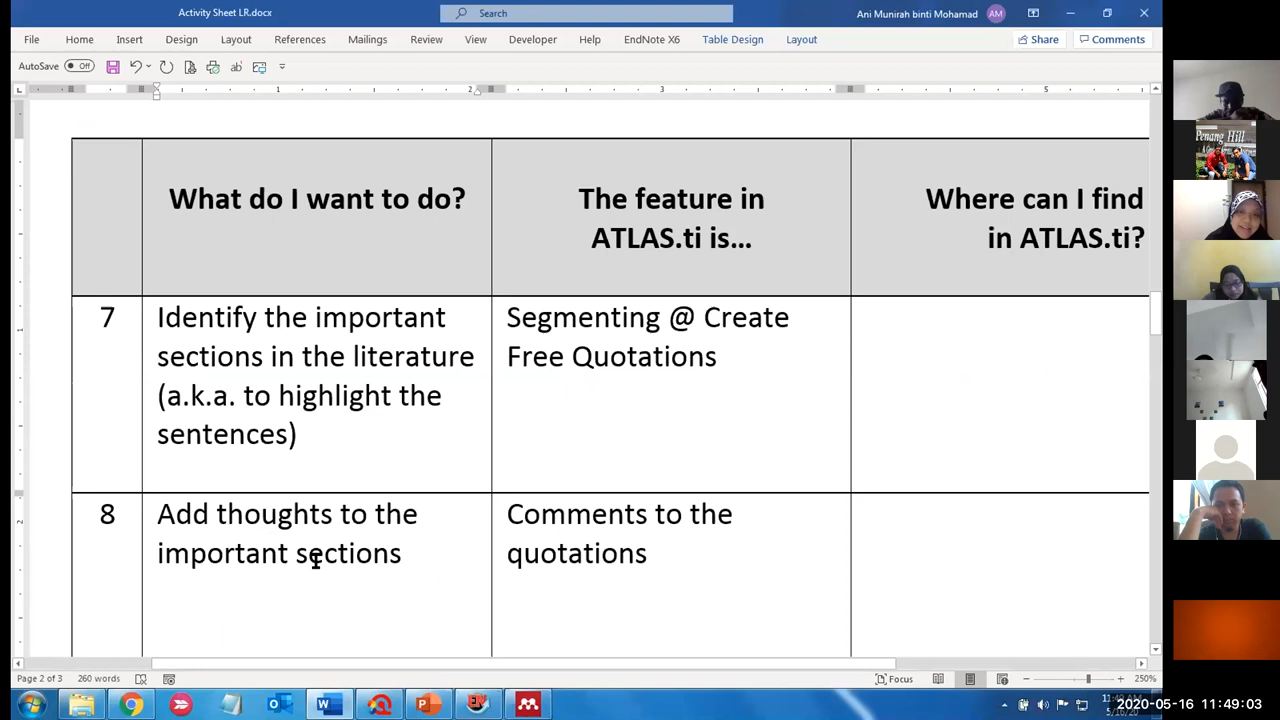 Activity Sheet LR.docx
Search
Ani Munirah binti Mohamad
AM
File
Home
Insert
Design
Layout
References
Mailings
Review
View
Developer
Help
EndNote X6
Table Design
Layout
Share
Comments
AutoSave
Off
What do I want to do?
The feature in
ATLAS.ti is...
Where can I find
in ATLAS.ti?
7
Identify the important
sections in the literature
(a.k.a. to highlight the
sentences)
Segmenting @ Create
Free Quotations
8
Add thoughts to the
important sections
Comments to the
quotations
Page 2 of 3
260 words
Focus
250%
2020-05-16 11:49:03
Penang Hill